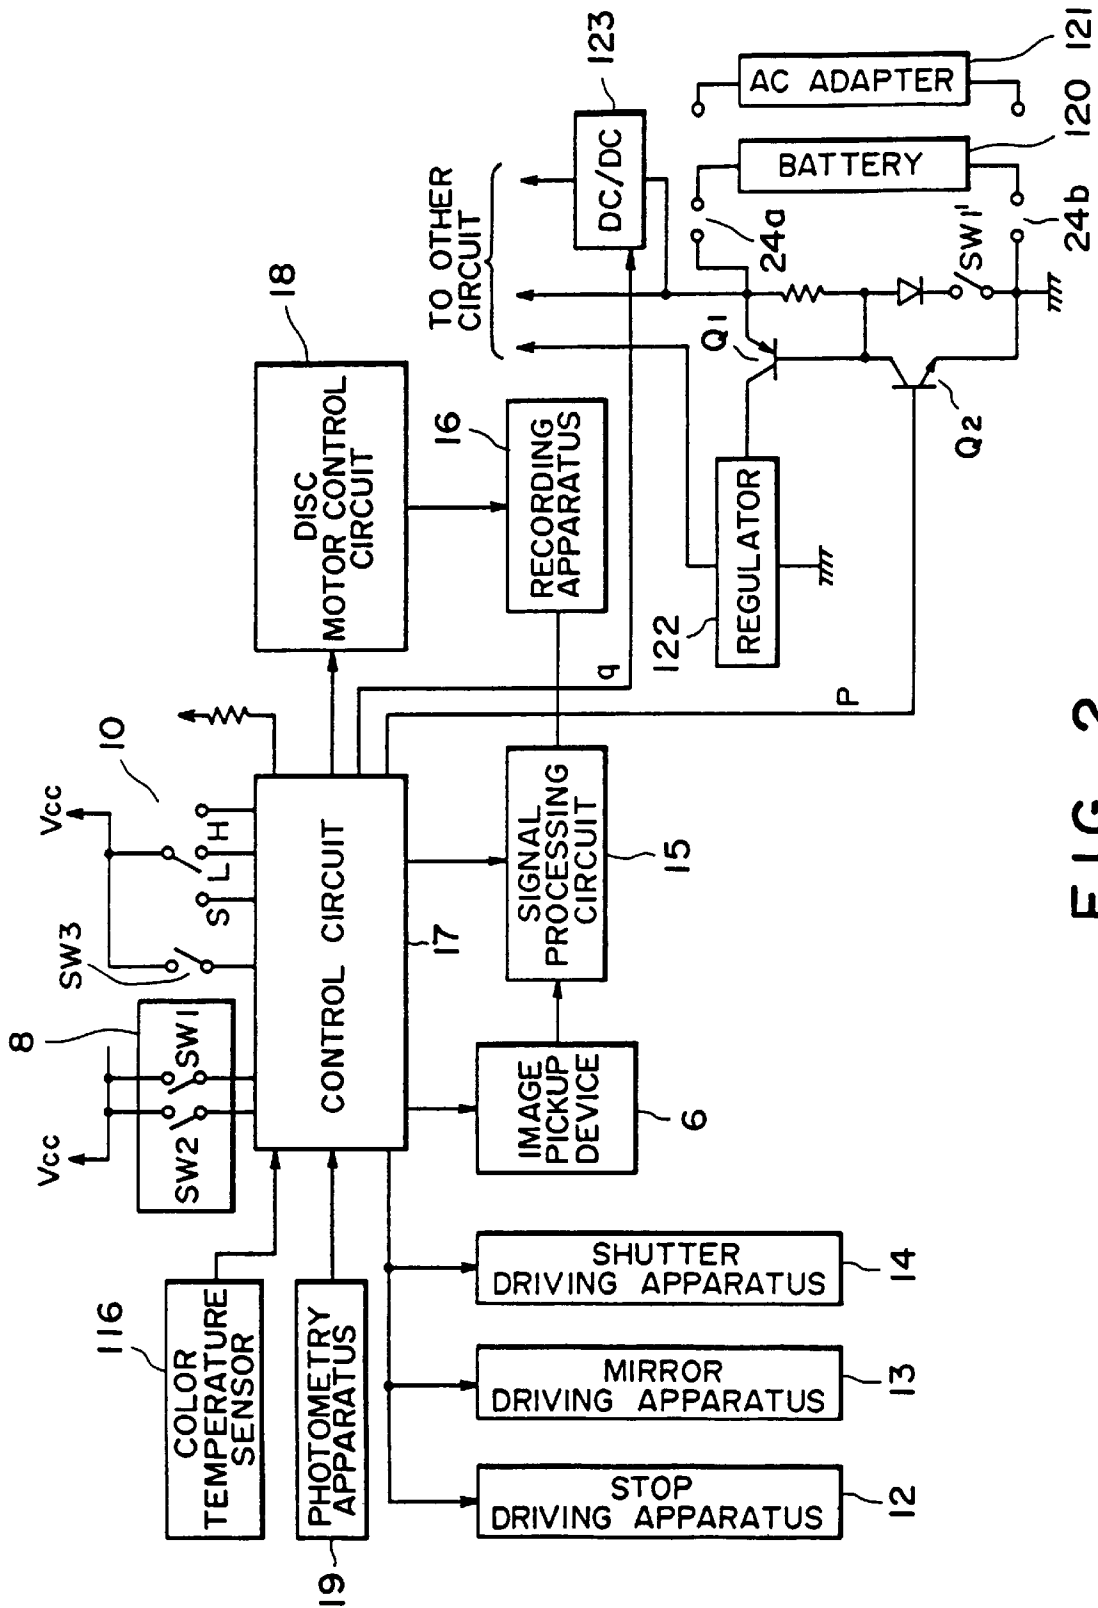 8
Vcc
SW2
SW1
SW3
Vcc
10
S
L
H
116
COLOR
TEMPERATURE
SENSOR
19
PHOTOMETRY
APPARATUS
CONTROL CIRCUIT
17
18
DISC
MOTOR CONTROL
CIRCUIT
STOP
DRIVING APPARATUS
12
MIRROR
DRIVING APPARATUS
13
SHUTTER
DRIVING APPARATUS
14
IMAGE
PICKUP
DEVICE
6
SIGNAL
PROCESSING
CIRCUIT
15
16
RECORDING
APPARATUS
q
P
TO OTHER
CIRCUIT
DC/DC
123
122
REGULATOR
Q1
Q2
24a
SW1'
24b
BATTERY
120
AC ADAPTER
121
FIG. 2